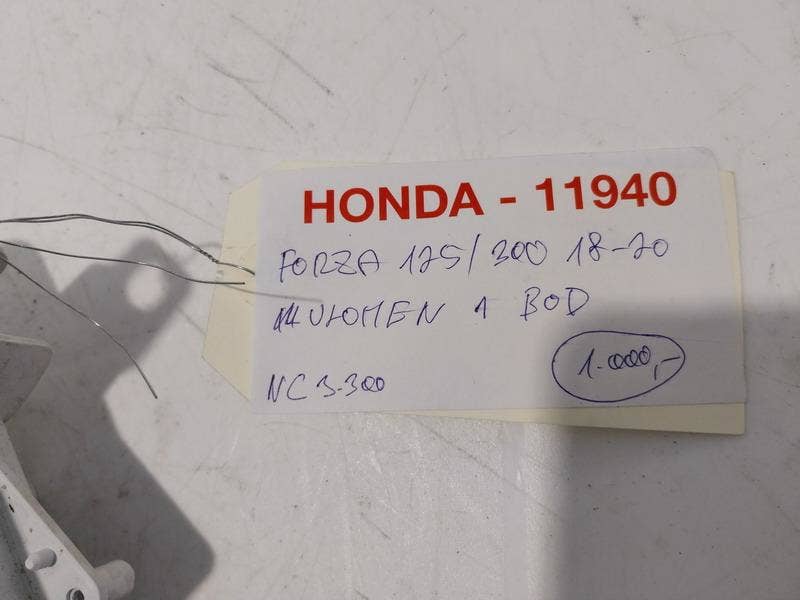 HONDA - 11940
FORZA 125/300 18-20
ULOMEN 1 BOD
1.000,-
NC 3.300